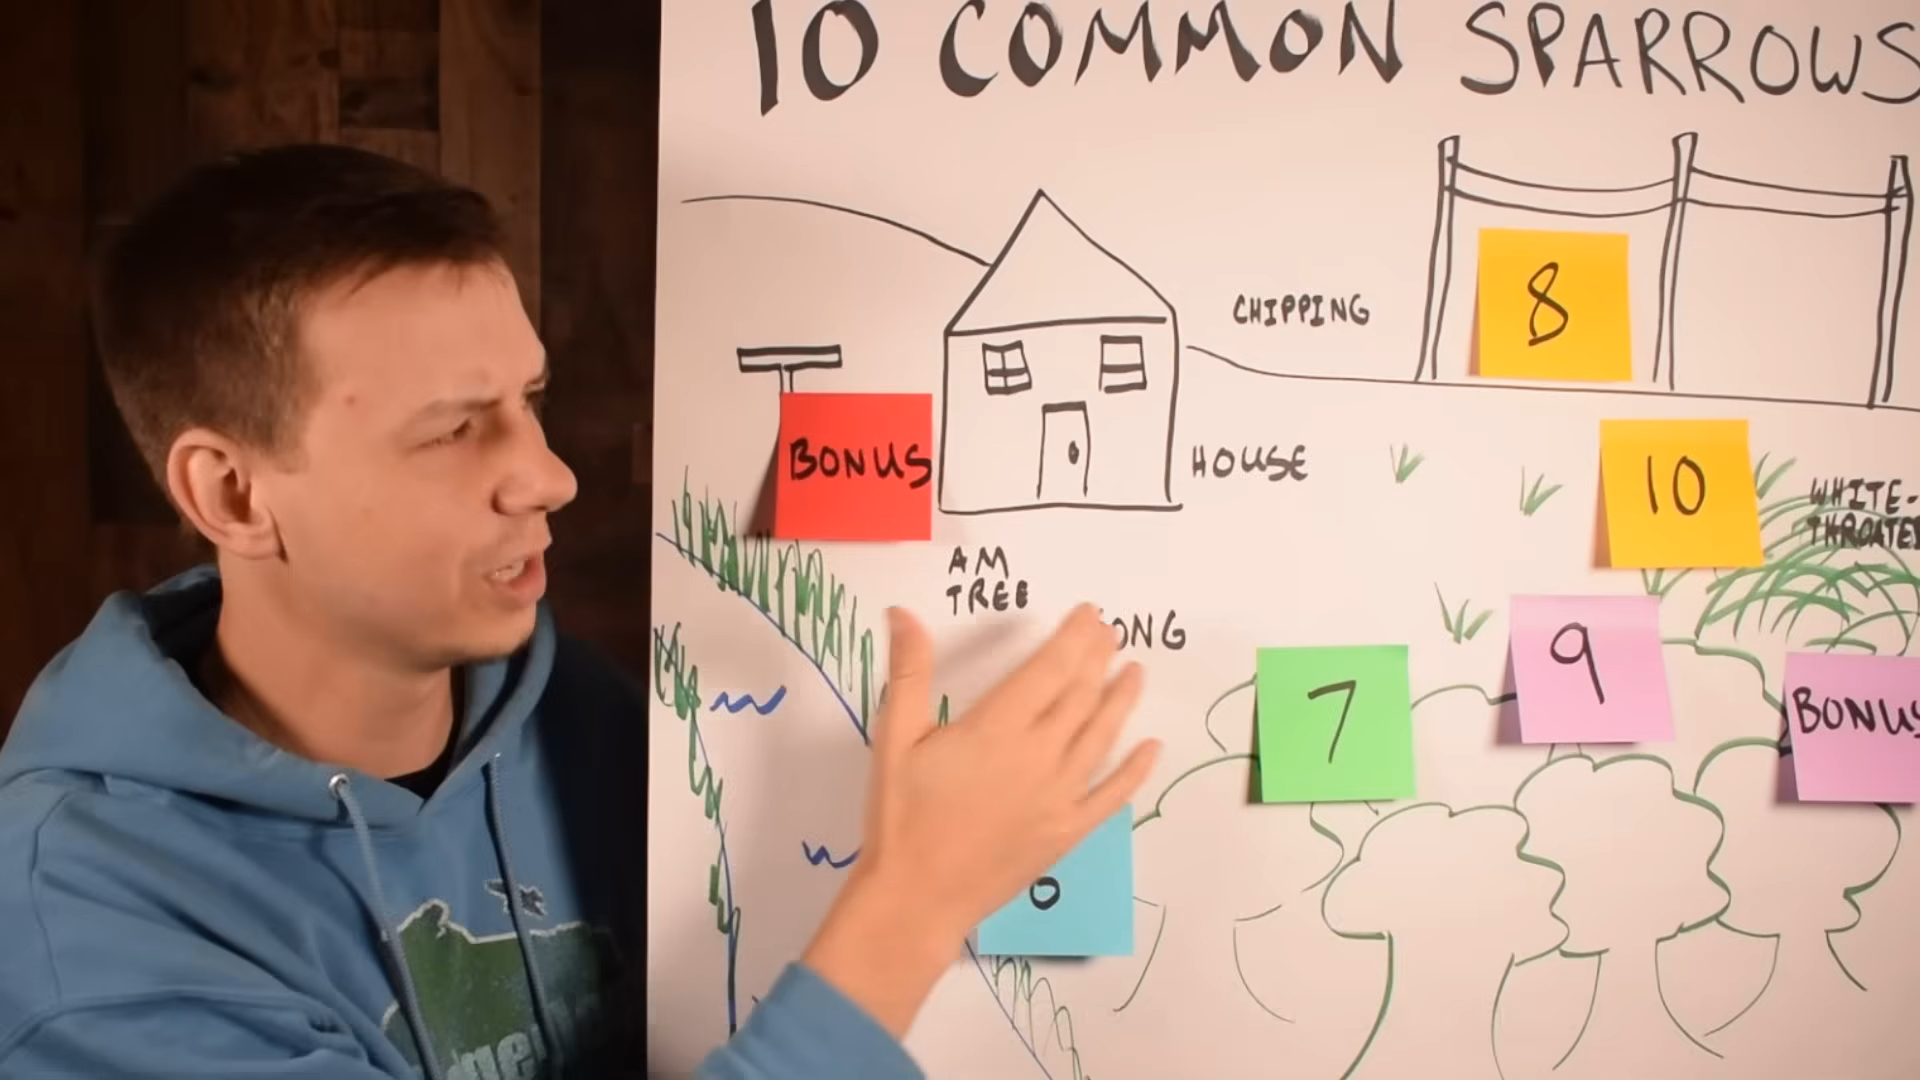 10 COMMON SPARROWS
CHIPPING
8
BONUS
HOUSE
10
WHITE-
THROATED
AM
TREE
9
7
BONUS